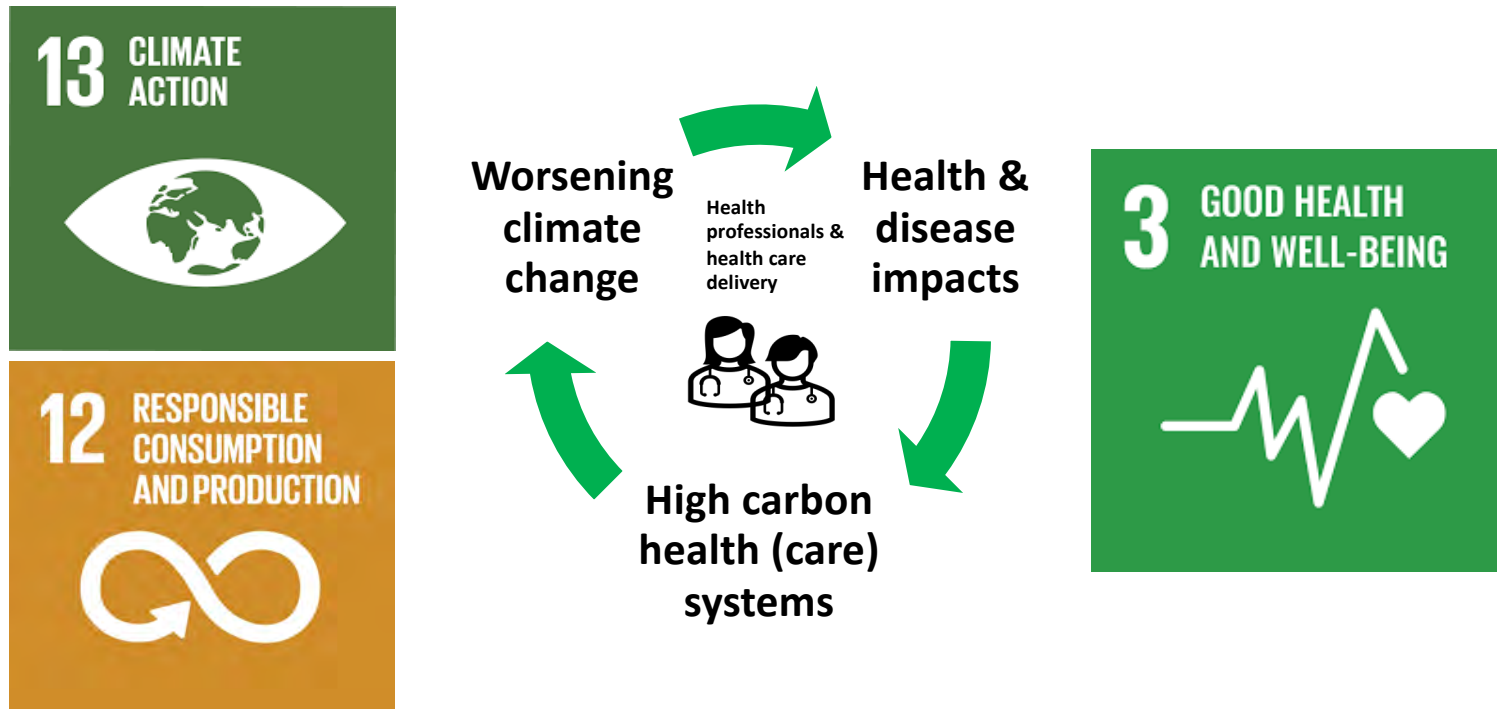 13 CLIMATE
ACTION
12 RESPONSIBLE
CONSUMPTION
AND PRODUCTION
Worsening
climate
change
Health
professionals &
health care
delivery
Health &
disease
impacts
High carbon
health (care)
systems
3 GOOD HEALTH
AND WELL-BEING